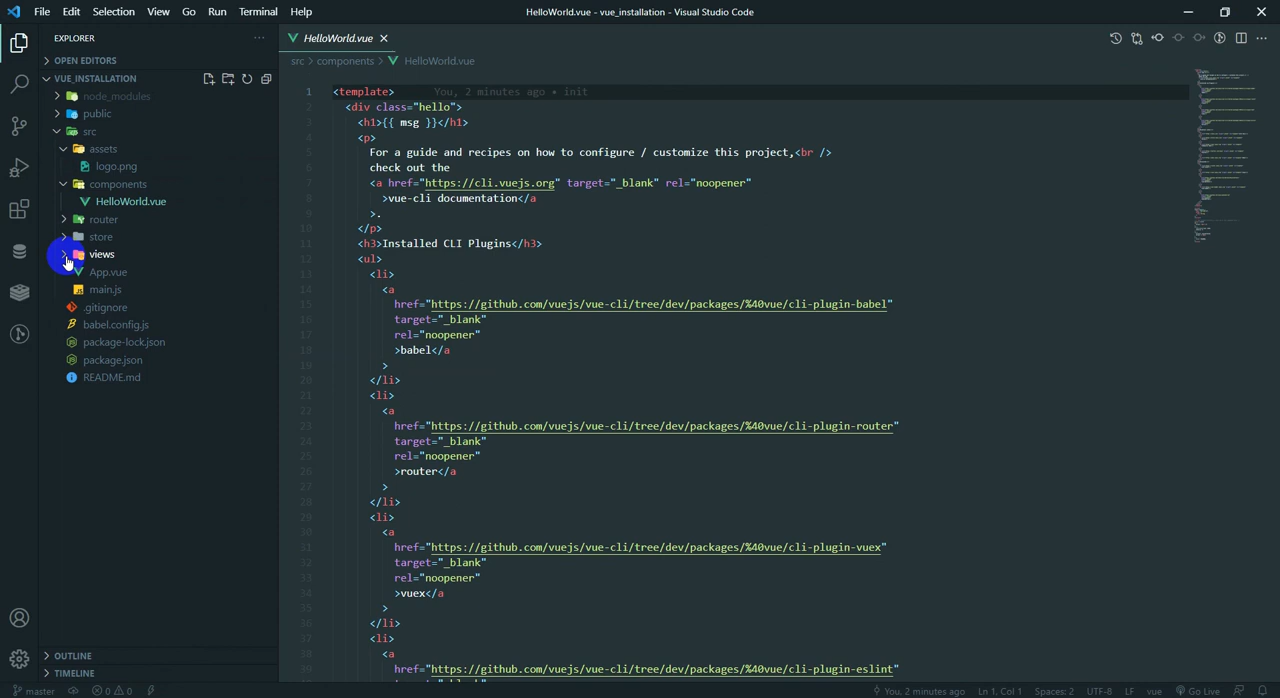 File Edit Selection View Go Run Terminal Help
HelloWorld.vue - vue_installation - Visual Studio Code
EXPLORER
OPEN EDITORS
VUE_INSTALLATION
node_modules
public
src
assets
logo.png
components
HelloWorld.vue
router
store
views
App.vue
main.js
.gitignore
babel.config.js
package-lock.json
package.json
README.md
OUTLINE
TIMELINE
HelloWorld.vue
src > components > HelloWorld.vue
1 <template> You, 2 minutes ago • init
2 <div class="hello">
3 <h1>{{ msg }}</h1>
4 <p>
5 For a guide and recipes on how to configure / customize this project,<br />
6 check out the
7 <a href="https://cli.vuejs.org" target="_blank" rel="noopener"
8 >vue-cli documentation</a
9 >.
10 </p>
11 <h3>Installed CLI Plugins</h3>
12 <ul>
13 <li>
14 <a
15 href="https://github.com/vuejs/vue-cli/tree/dev/packages/%40vue/cli-plugin-babel"
16 target="_blank"
17 rel="noopener"
18 >babel</a
19 >
20 </li>
21 <li>
22 <a
23 href="https://github.com/vuejs/vue-cli/tree/dev/packages/%40vue/cli-plugin-router"
24 target="_blank"
25 rel="noopener"
26 >router</a
27 >
28 </li>
29 <li>
30 <a
31 href="https://github.com/vuejs/vue-cli/tree/dev/packages/%40vue/cli-plugin-vuex"
32 target="_blank"
33 rel="noopener"
34 >vuex</a
35 >
36 </li>
37 <li>
38 <a
39 href="https://github.com/vuejs/vue-cli/tree/dev/packages/%40vue/cli-plugin-eslint"
master 0 0 You, 2 minutes ago Ln 1, Col 1 Spaces: 2 UTF-8 LF vue Go Live